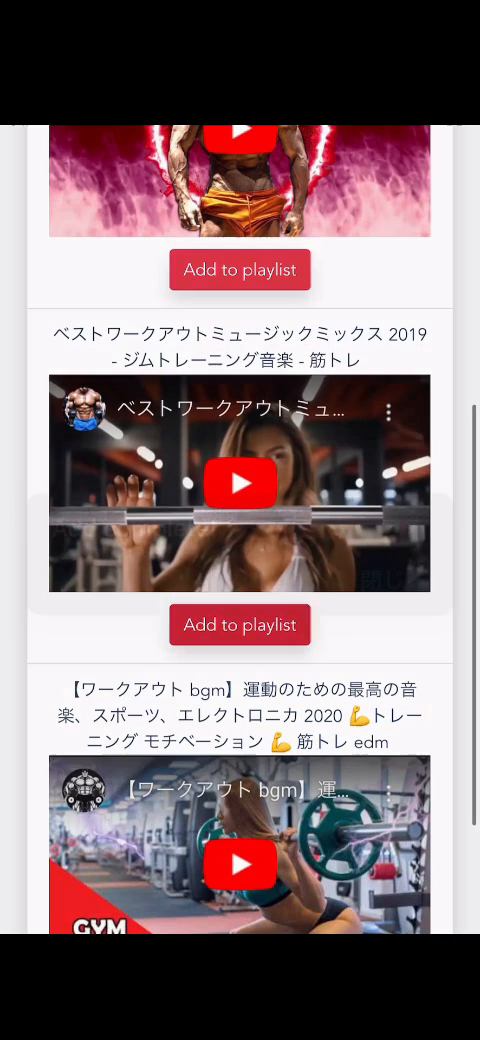 Add to playlist
ベストワークアウトミュージックミックス 2019
- ジムトレーニング音楽 - 筋トレ
ベストワークアウトミュ...
Add to playlist
【ワークアウト bgm】運動のための最高の音
楽、スポーツ、エレクトロニカ 2020 💪トレー
ニング モチベーション 💪 筋トレ edm
【ワークアウト bgm】運...
GYM